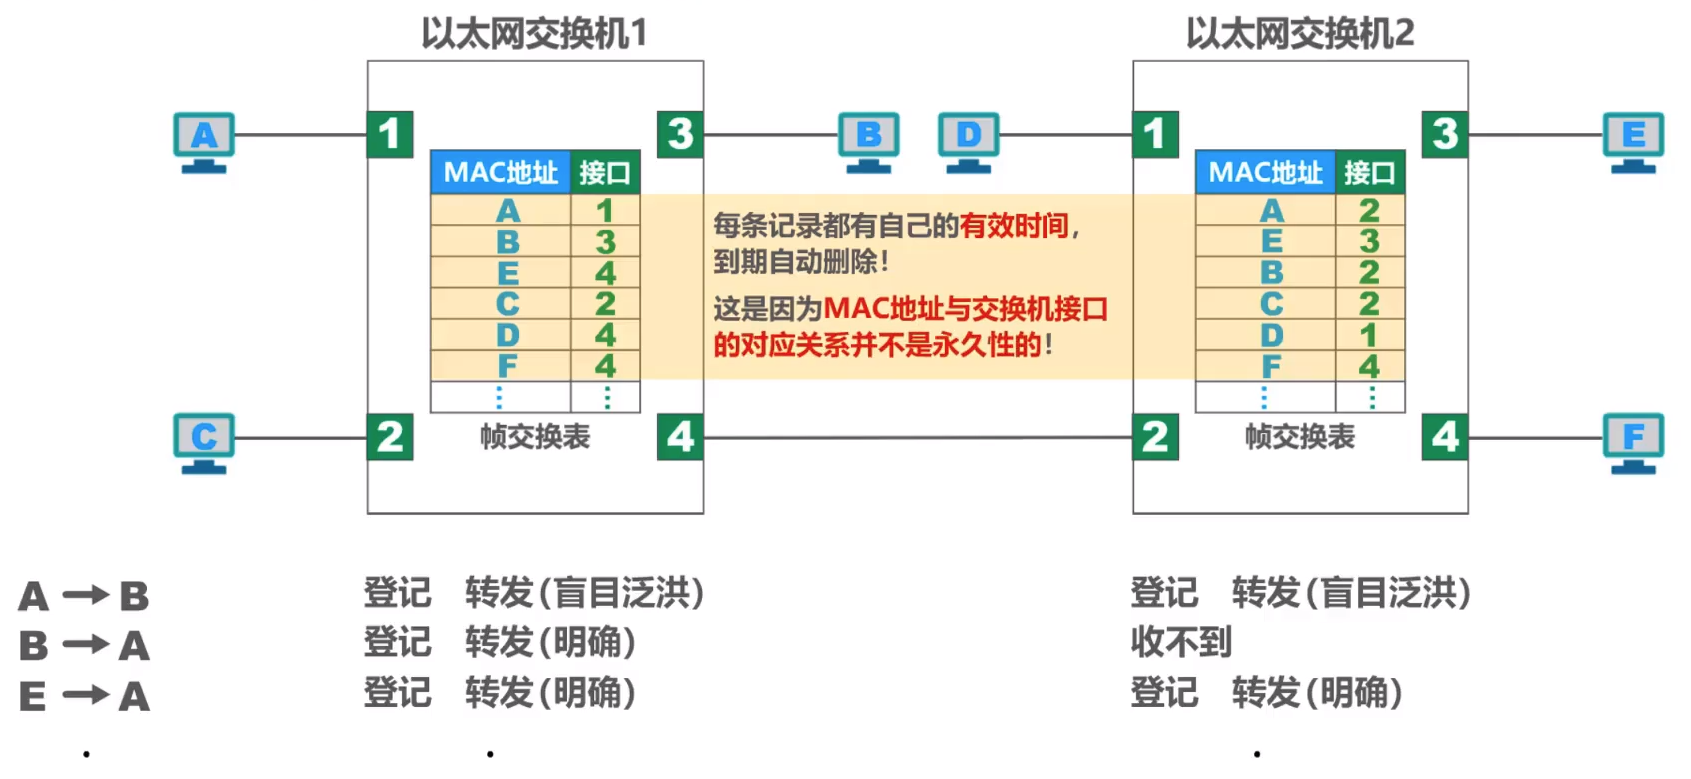 以太网交换机1
以太网交换机2
A
1
3
B
D
1
3
E
MAC地址 接口
A 1
B 3
E 4
C 2
D 4
F 4
⋮ ⋮
帧交换表
每条记录都有自己的有效时间，
到期自动删除！
这是因为MAC地址与交换机接口
的对应关系并不是永久性的！
MAC地址 接口
A 2
E 3
B 2
C 2
D 1
F 4
⋮ ⋮
帧交换表
C
2
4
2
4
F
A→B 登记 转发(盲目泛洪) 登记 转发(盲目泛洪)
B→A 登记 转发(明确) 收不到
E→A 登记 转发(明确) 登记 转发(明确)
. . .